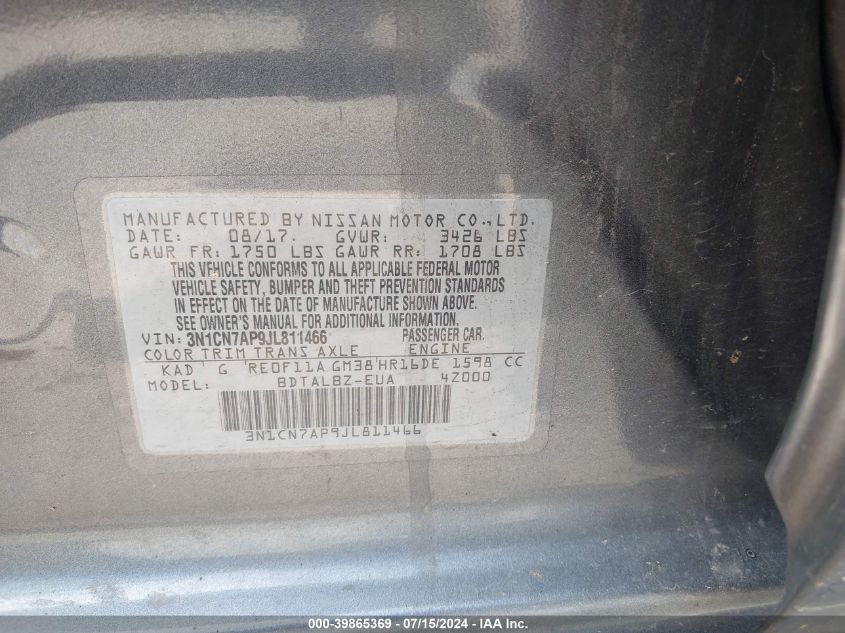 MANUFACTURED BY NISSAN MOTOR CO., LTD.
DATE: 08/17. GVWR: 3426 LBS
GAWR FR: 1750 LBS GAWR RR: 1708 LBS
THIS VEHICLE CONFORMS TO ALL APPLICABLE FEDERAL MOTOR
VEHICLE SAFETY, BUMPER AND THEFT PREVENTION STANDARDS
IN EFFECT ON THE DATE OF MANUFACTURE SHOWN ABOVE.
SEE OWNER'S MANUAL FOR ADDITIONAL INFORMATION.
VIN: 3N1CN7AP9JL811466 PASSENGER CAR.
COLOR TRIM TRANS AXLE ENGINE
KAD G RE0F11A GM38 HR16DE 1598 CC
MODEL: BDTALBZ-EUA 4Z000
3N1CN7AP9JL811466
000-39865369 - 07/15/2024 - IAA Inc.